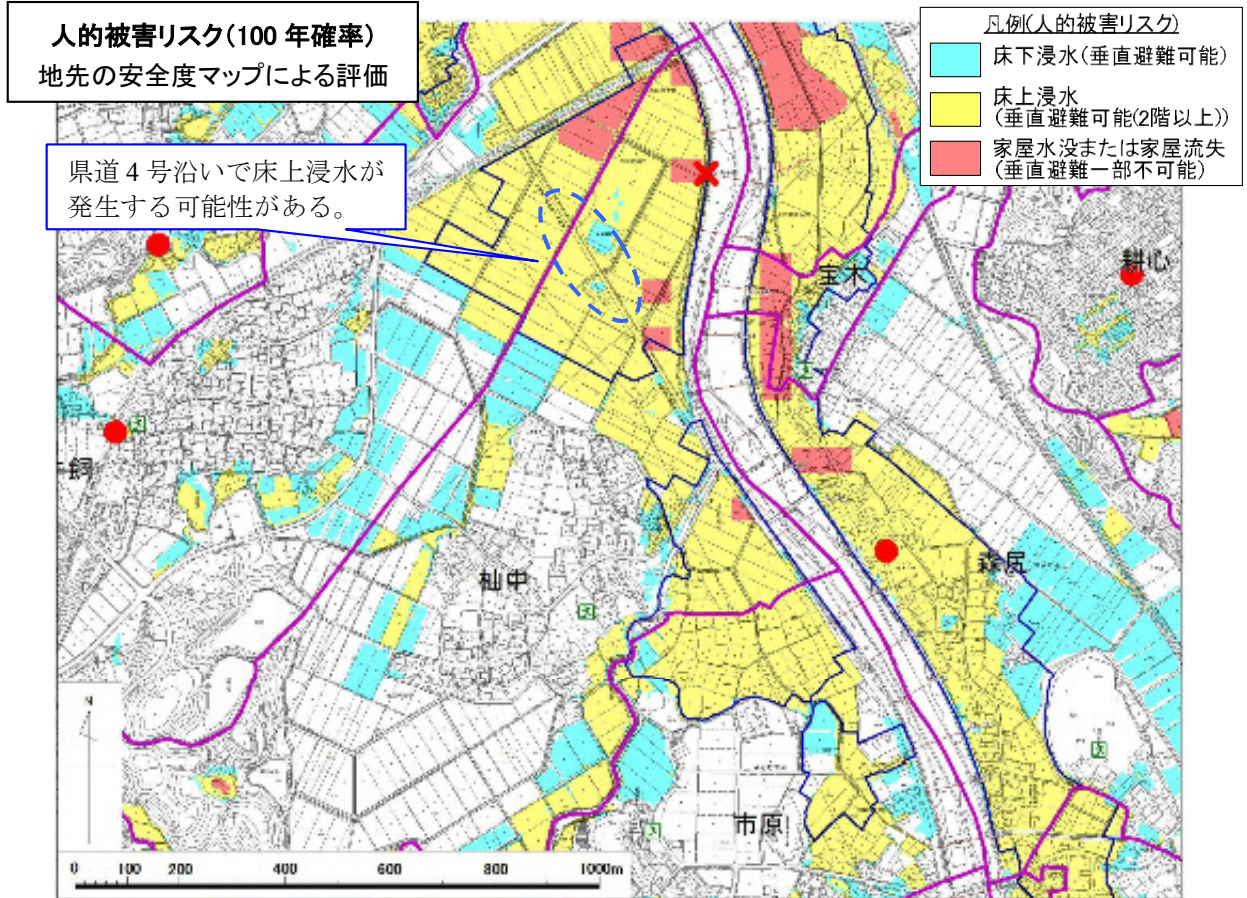 人的被害リスク(100 年確率)
地先の安全度マップによる評価
凡例(人的被害リスク)
床下浸水(垂直避難可能)
床上浸水
(垂直避難可能(2階以上))
家屋水没または家屋流失
(垂直避難一部不可能)
県道4号沿いで床上浸水が
発生する可能性がある。
宝木
耕心
杣中
森尻
市原
N
0 100 200 400 600 800 1000m